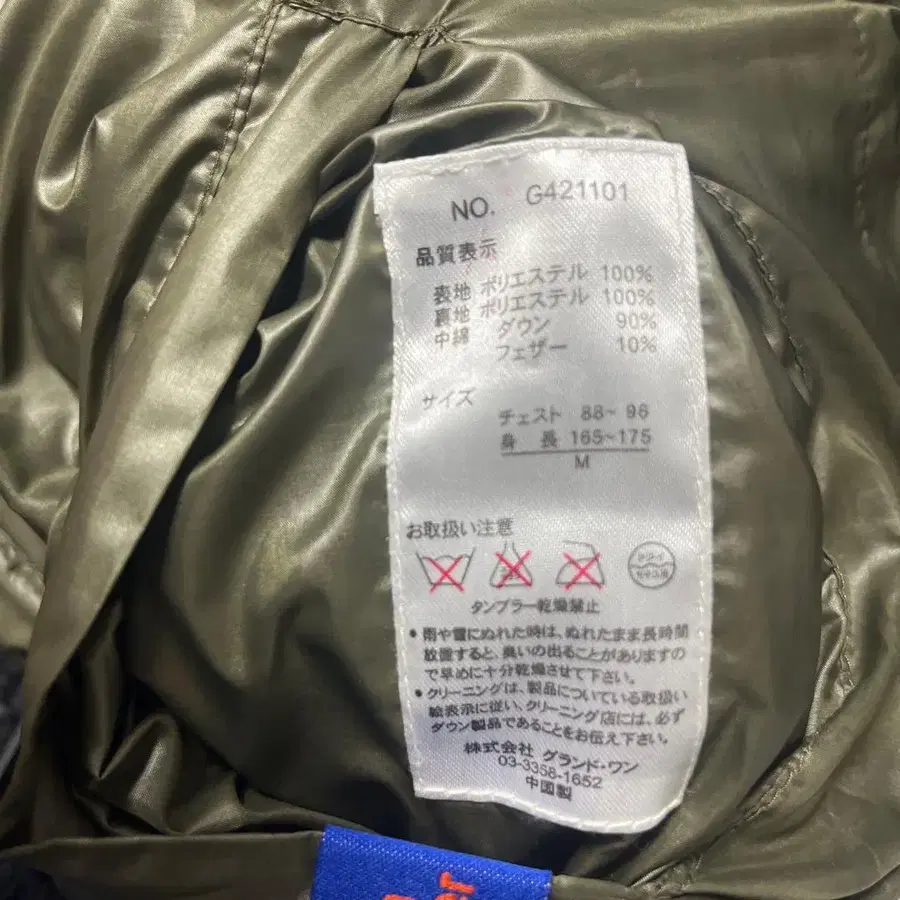 NO. G421101
品質表示
表地 ポリエステル 100%
裏地 ポリエステル 100%
中綿 ダウン 90%
フェザー 10%
サイズ
チェスト 88~96
身長 165~175
M
お取扱い注意
ドライ
セキユ系
タンブラー乾燥禁止
• 雨や雪にぬれた時は、ぬれたまま長時間
放置すると、臭いの出ることがありますの
で早めに十分乾燥させて下さい。
• クリーニングは、製品についている取扱い
絵表示に従い、クリーニング店には、必ず
ダウン製品であることをお伝え下さい。
株式会社 グランド・ワン
03-3358-1652
中国製